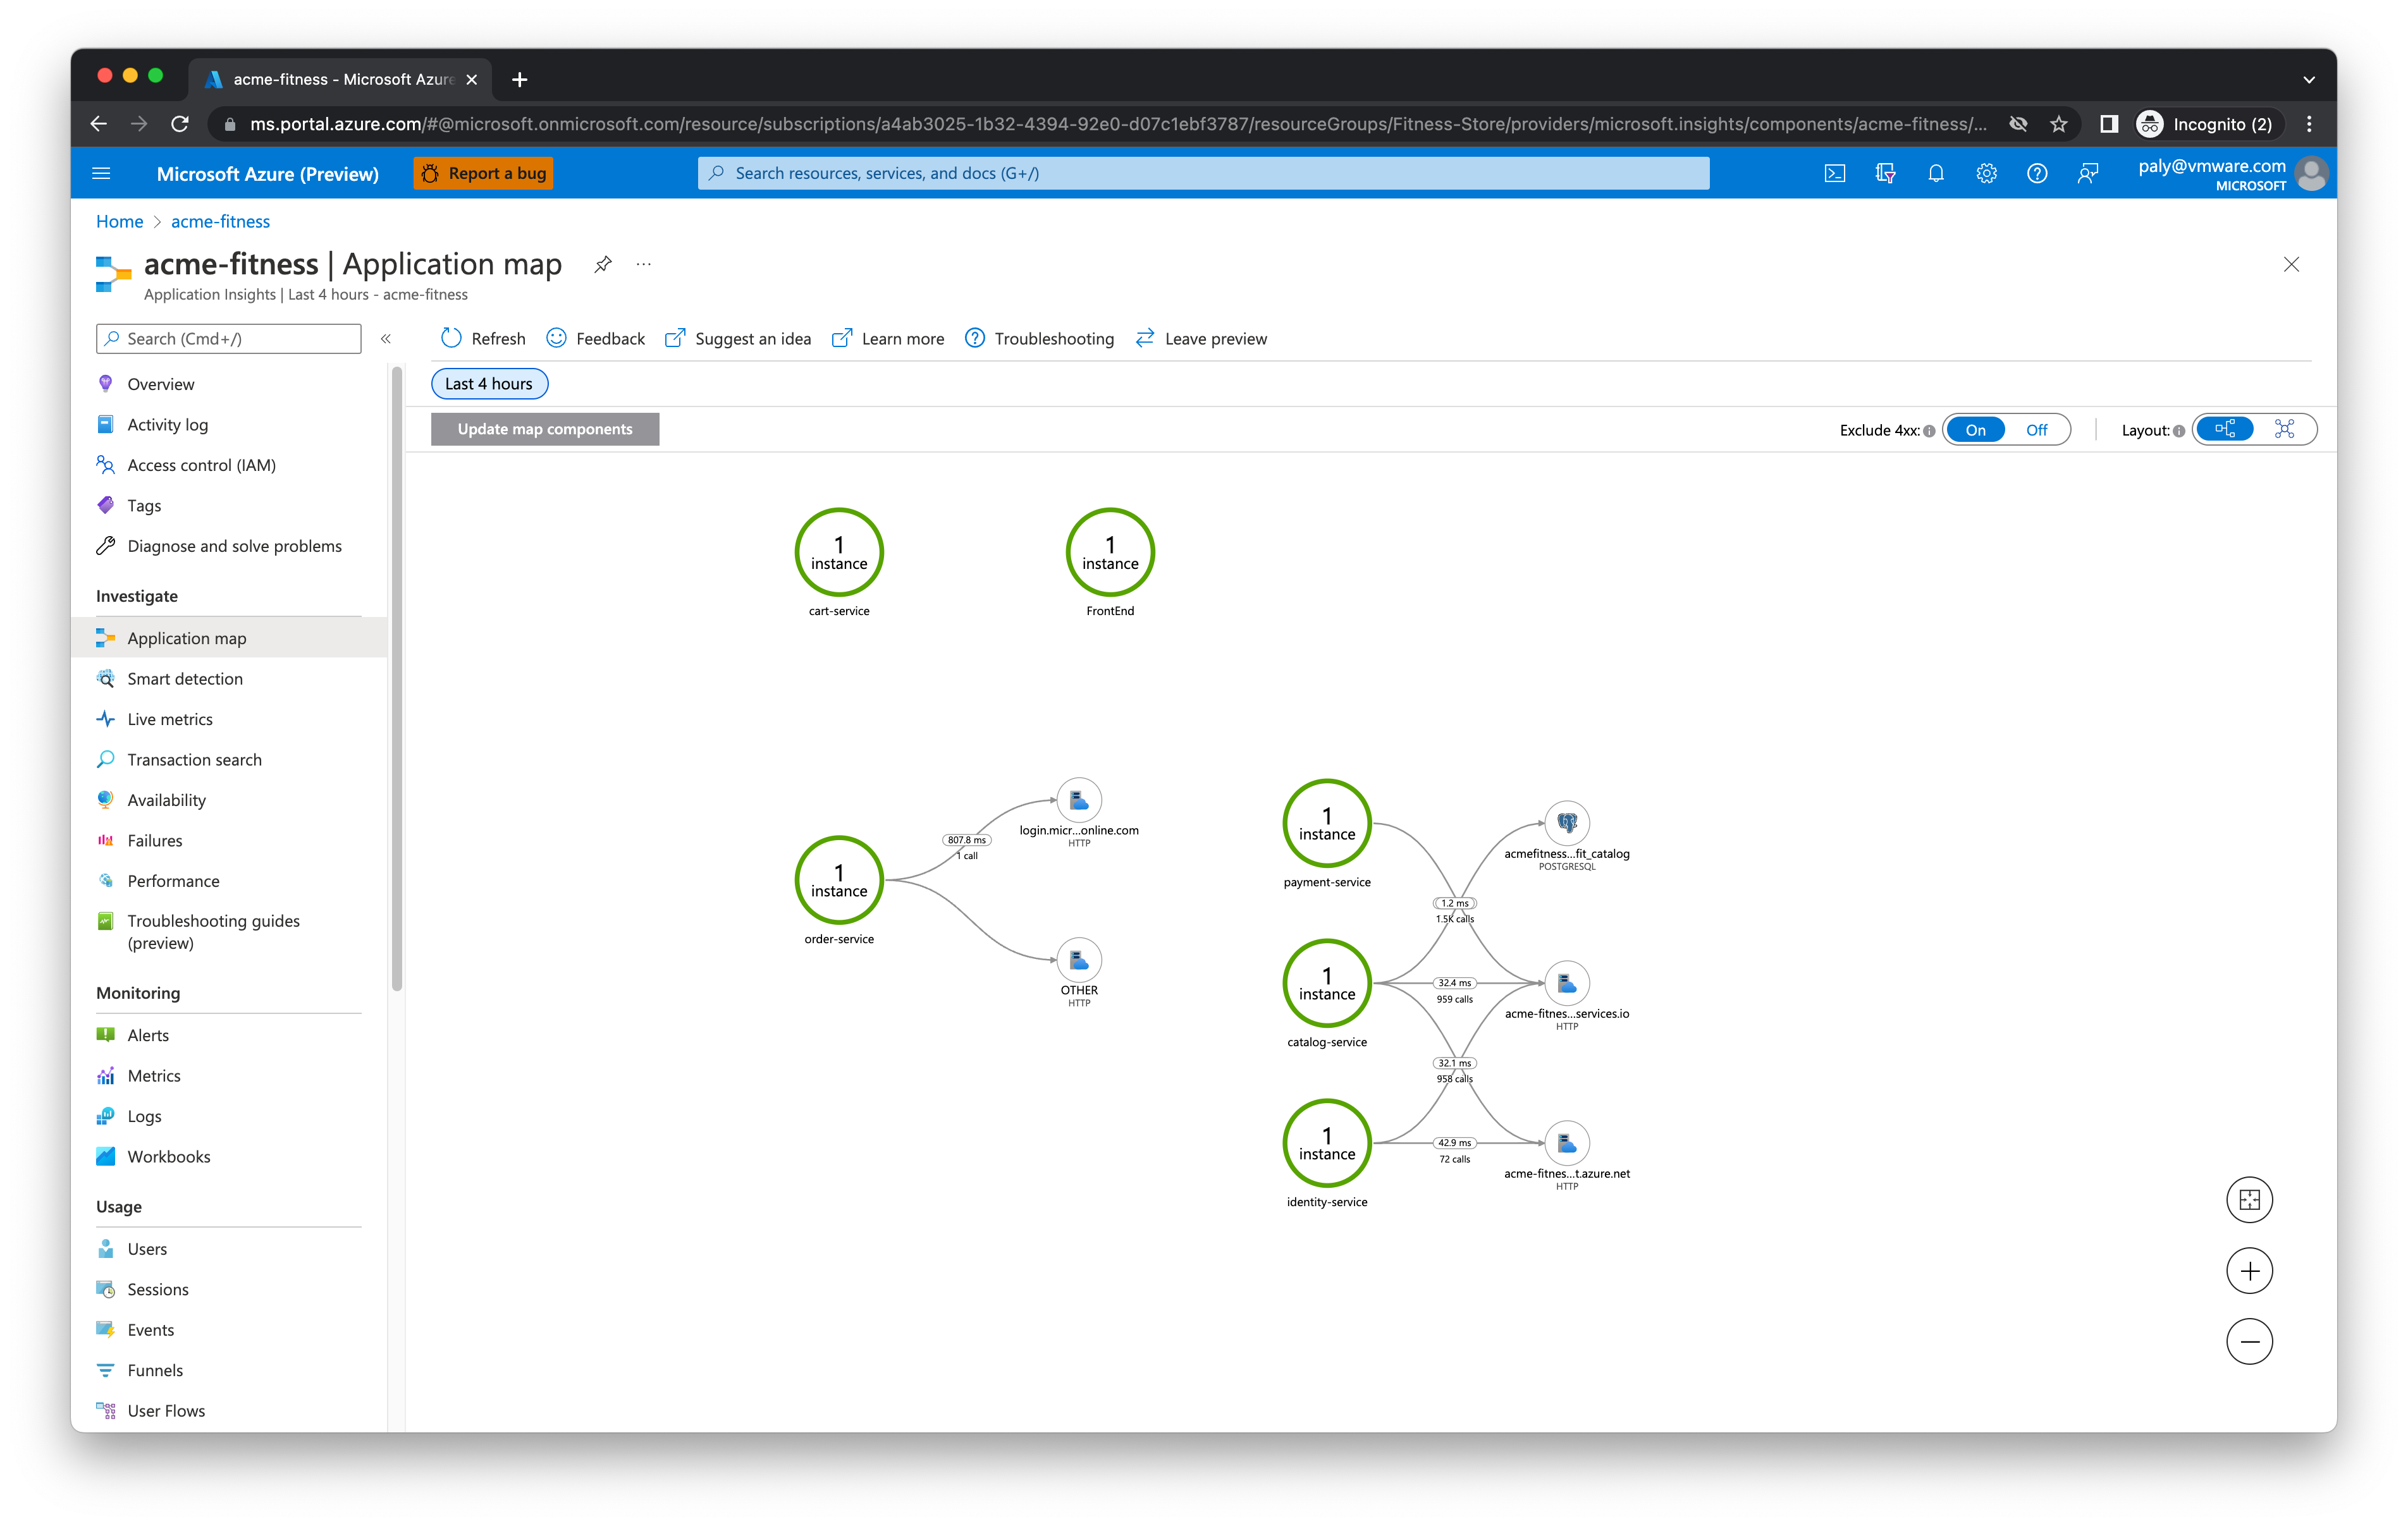 acme-fitness - Microsoft Azure
ms.portal.azure.com/#@microsoft.onmicrosoft.com/resource/subscriptions/a4ab3025-1b32-4394-92e0-d07c1ebf3787/resourceGroups/Fitness-Store/providers/microsoft.insights/components/acme-fitness/...
Incognito (2)
Microsoft Azure (Preview)
Report a bug
Search resources, services, and docs (G+/)
paly@vmware.com
MICROSOFT
Home > acme-fitness
acme-fitness | Application map
Application Insights | Last 4 hours - acme-fitness
Search (Cmd+/)
«
Refresh
Feedback
Suggest an idea
Learn more
Troubleshooting
Leave preview
Last 4 hours
Update map components
Exclude 4xx:
On
Off
Layout:
Overview
Activity log
Access control (IAM)
Tags
Diagnose and solve problems
Investigate
Application map
Smart detection
Live metrics
Transaction search
Availability
Failures
Performance
Troubleshooting guides
(preview)
Monitoring
Alerts
Metrics
Logs
Workbooks
Usage
Users
Sessions
Events
Funnels
User Flows
1
instance
cart-service
1
instance
FrontEnd
1
instance
order-service
807.8 ms
1 call
login.micr...online.com
HTTP
OTHER
HTTP
1
instance
payment-service
1
instance
catalog-service
1
instance
identity-service
1.2 ms
1.5K calls
32.4 ms
959 calls
32.1 ms
958 calls
42.9 ms
72 calls
acmefitness...fit_catalog
POSTGRESQL
acme-fitnes...services.io
HTTP
acme-fitnes...t.azure.net
HTTP